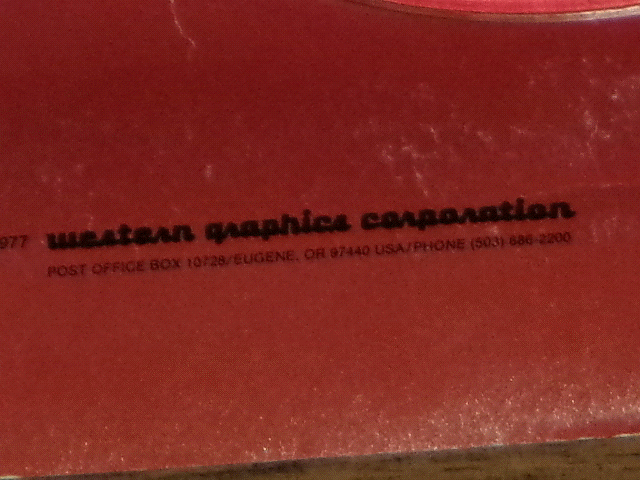 977 western graphics corporation
POST OFFICE BOX 10728/EUGENE, OR 97440 USA/PHONE (503) 686-2200